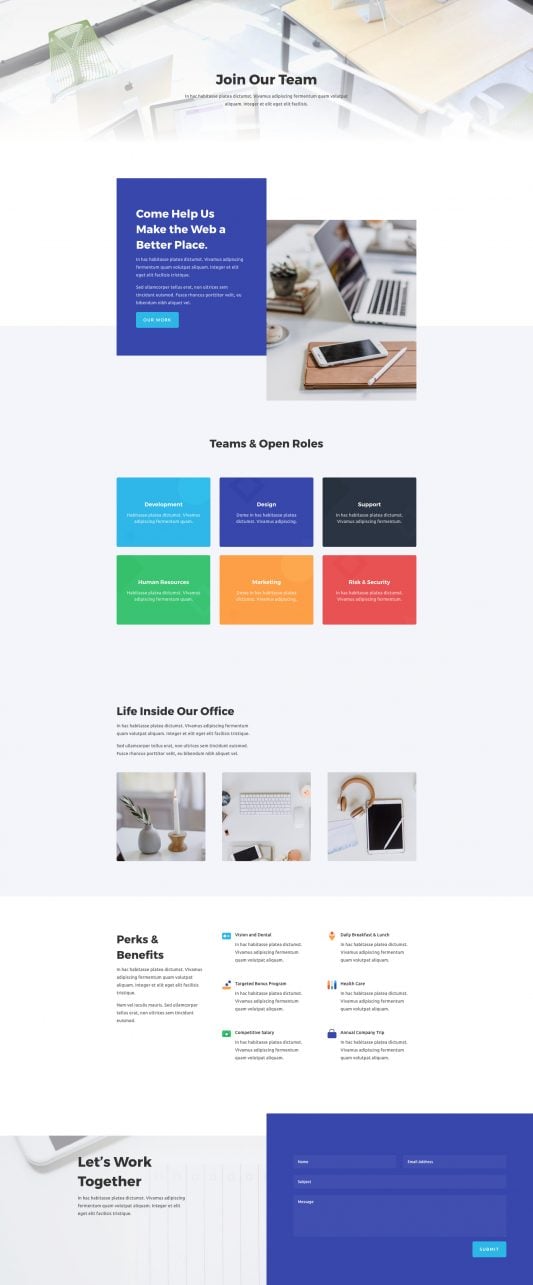 Join Our Team
In hac habitasse platea dictumst. Vivamus adipiscing fermentum quam volutpat
aliquam. Integer et elit eget elit facilisis.
Come Help Us
Make the Web a
Better Place.
In hac habitasse platea dictumst. Vivamus adipiscing
fermentum quam volutpat aliquam. Integer et elit
eget elit facilisis tristique.
Sed ullamcorper tellus erat, non ultrices sem
tincidunt euismod. Fusce rhoncus porttitor velit, eu
bibendum nibh aliquet vel.
OUR WORK
Teams & Open Roles
Development
Habitasse platea dictumst. Vivamus
adipiscing fermentum quam.
Design
Dome in hac habitasse platea
dictumst. Vivamus adipiscing.
Support
In hac habitasse platea dictumst.
Vivamus adipiscing fermentum.
Human Resources
Habitasse platea dictumst. Vivamus
adipiscing fermentum quam.
Marketing
Dome in hac habitasse platea
dictumst. Vivamus adipiscing.
Risk & Security
In hac habitasse platea dictumst.
Vivamus adipiscing fermentum.
Life Inside Our Office
In hac habitasse platea dictumst. Vivamus adipiscing fermentum
quam volutpat aliquam. Integer et elit eget elit facilisis tristique.
Sed ullamcorper tellus erat, non ultrices sem tincidunt euismod.
Fusce rhoncus porttitor velit, eu bibendum nibh aliquet vel.
Perks &
Benefits
In hac habitasse platea dictumst. Vivamus
adipiscing fermentum quam volutpat
aliquam. Integer et elit eget elit facilisis
tristique.
Nam vel iaculis mauris. Sed ullamcorper
tellus erat, non ultrices sem tincidunt
euismod.
Vision and Dental
In hac habitasse platea dictumst.
Vivamus adipiscing fermentum
quam volutpat aliquam.
Daily Breakfast & Lunch
In hac habitasse platea dictumst.
Vivamus adipiscing fermentum
quam volutpat aliquam.
Targeted Bonus Program
In hac habitasse platea dictumst.
Vivamus adipiscing fermentum
quam volutpat aliquam.
Health Care
In hac habitasse platea dictumst.
Vivamus adipiscing fermentum
quam volutpat aliquam.
Competitive Salary
In hac habitasse platea dictumst.
Vivamus adipiscing fermentum
quam volutpat aliquam.
Annual Company Trip
In hac habitasse platea dictumst.
Vivamus adipiscing fermentum
quam volutpat aliquam.
Let's Work
Together
In hac habitasse platea dictumst. Vivamus adipiscing
fermentum quam volutpat aliquam. Integer et elit
eget elit facilisis tristique.
Name
Email Address
Subject
Message
SUBMIT